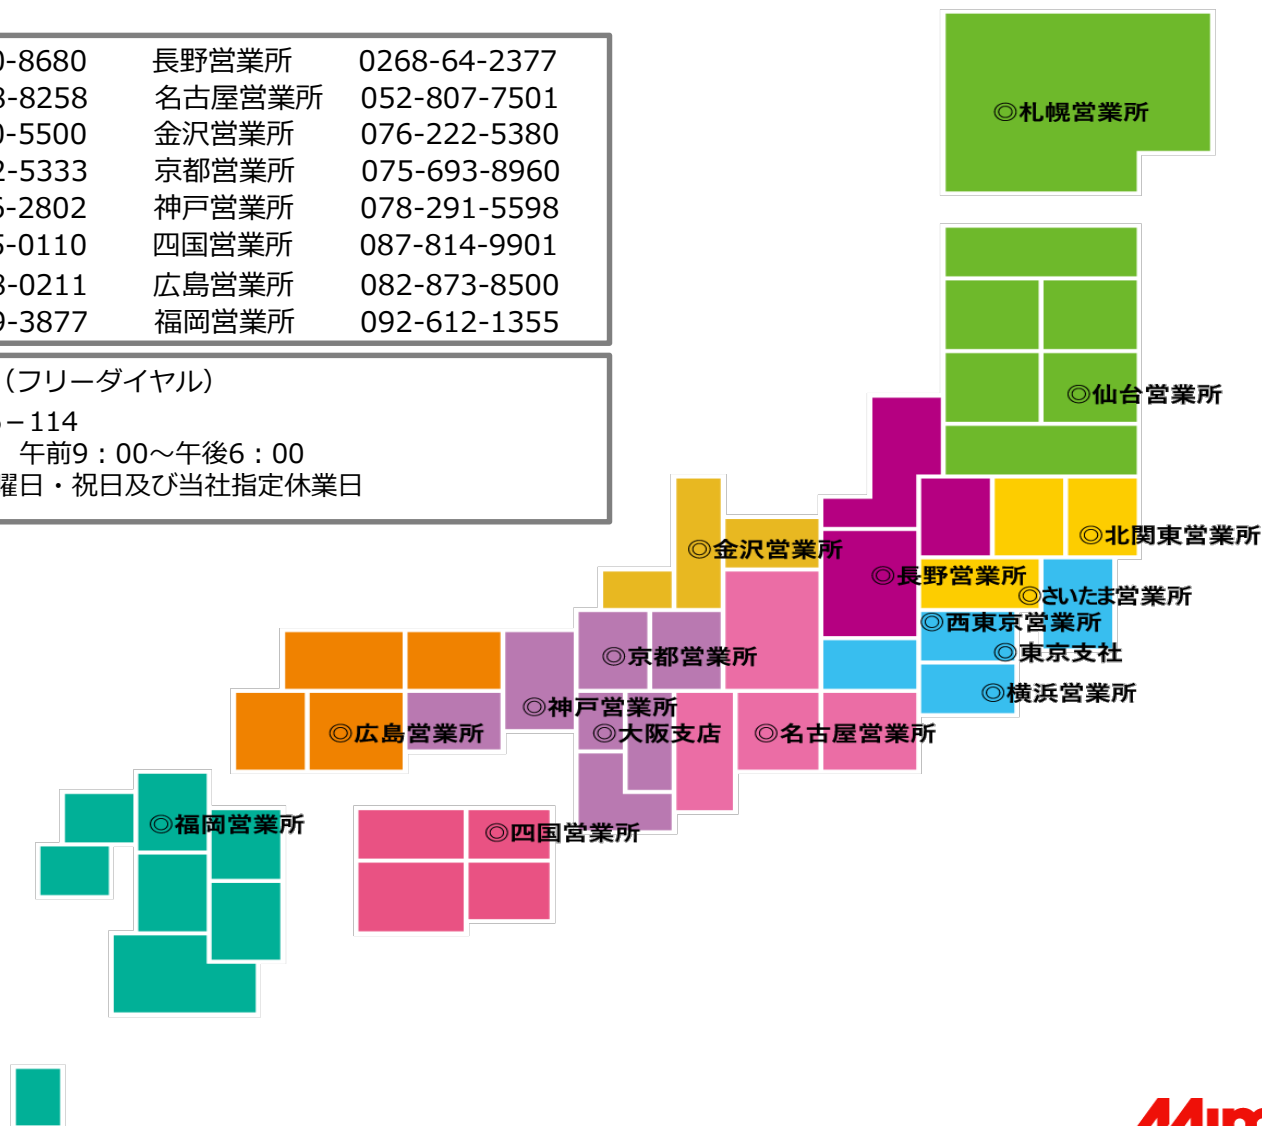 0-8680 長野営業所 0268-64-2377
8-8258 名古屋営業所 052-807-7501
0-5500 金沢営業所 076-222-5380
2-5333 京都営業所 075-693-8960
6-2802 神戸営業所 078-291-5598
5-0110 四国営業所 087-814-9901
8-0211 広島営業所 082-873-8500
9-3877 福岡営業所 092-612-1355
（フリーダイヤル）
－114
午前9：00～午後6：00
曜日・祝日及び当社指定休業日
◎札幌営業所
◎仙台営業所
◎北関東営業所
◎金沢営業所
◎長野営業所
◎さいたま営業所
◎西東京営業所
◎東京支社
◎京都営業所
◎横浜営業所
◎神戸営業所
◎広島営業所
◎大阪支店
◎名古屋営業所
◎福岡営業所
◎四国営業所